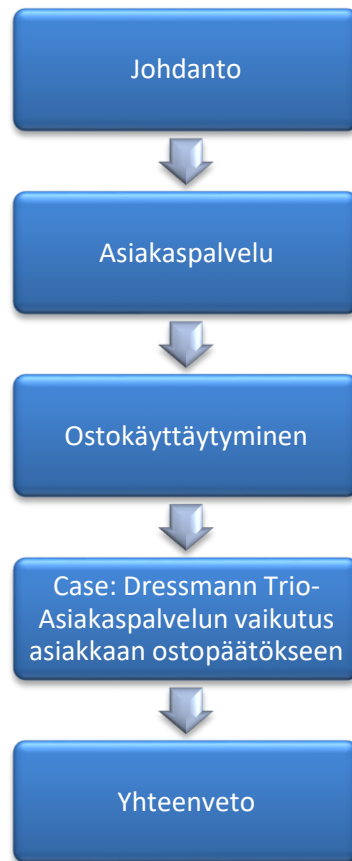 Johdanto
Asiakaspalvelu
Ostokäyttäytyminen
Case: Dressmann Trio-
Asiakaspalvelun vaikutus
asiakkaan ostopäätökseen
Yhteenveto